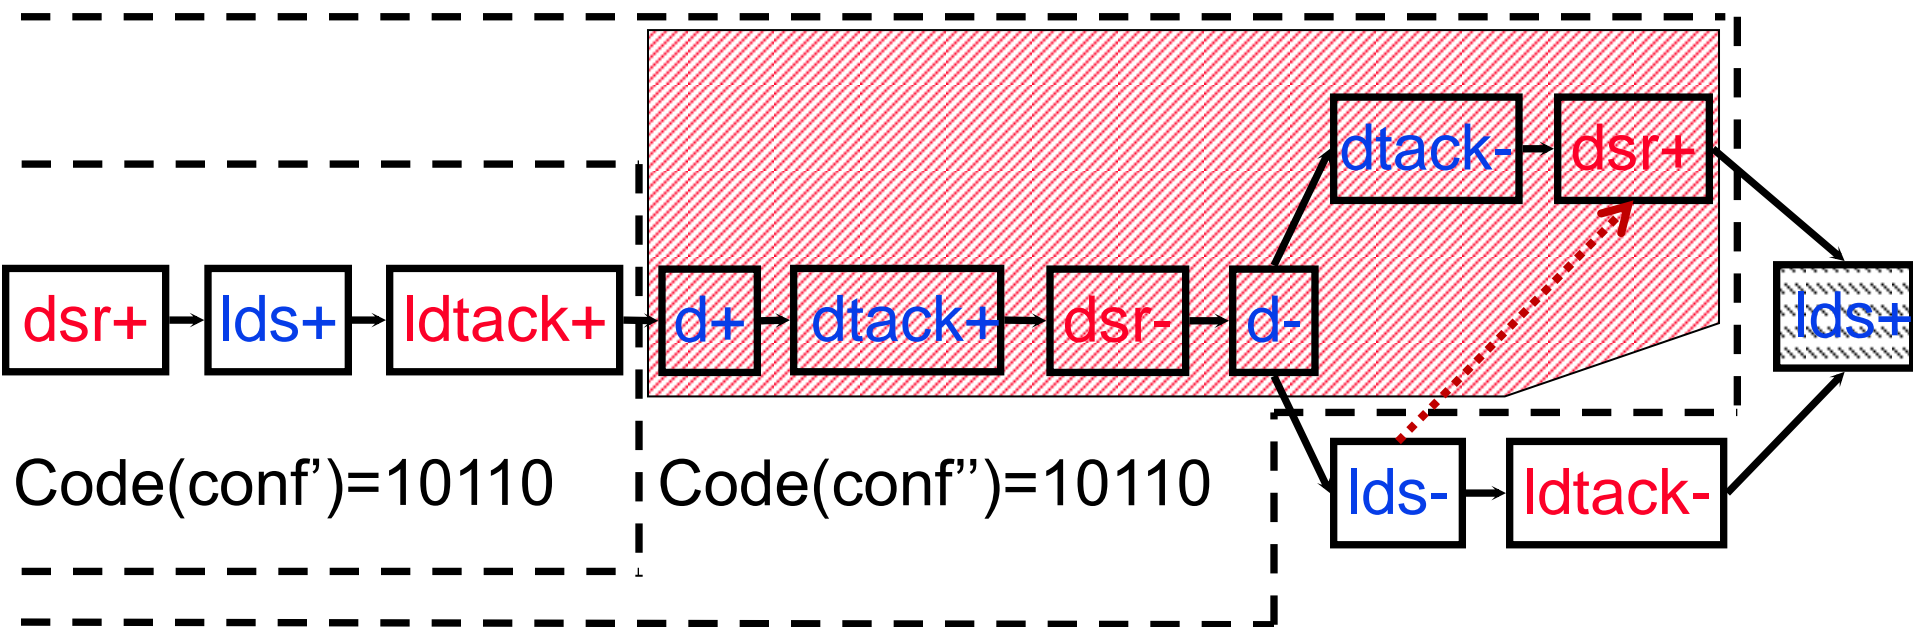 dtack- dsr+
dsr+ lds+ ldtack+ d+ dtack+ dsr- d- lds+
Code(conf’)=10110 Code(conf’’)=10110 lds- ldtack-